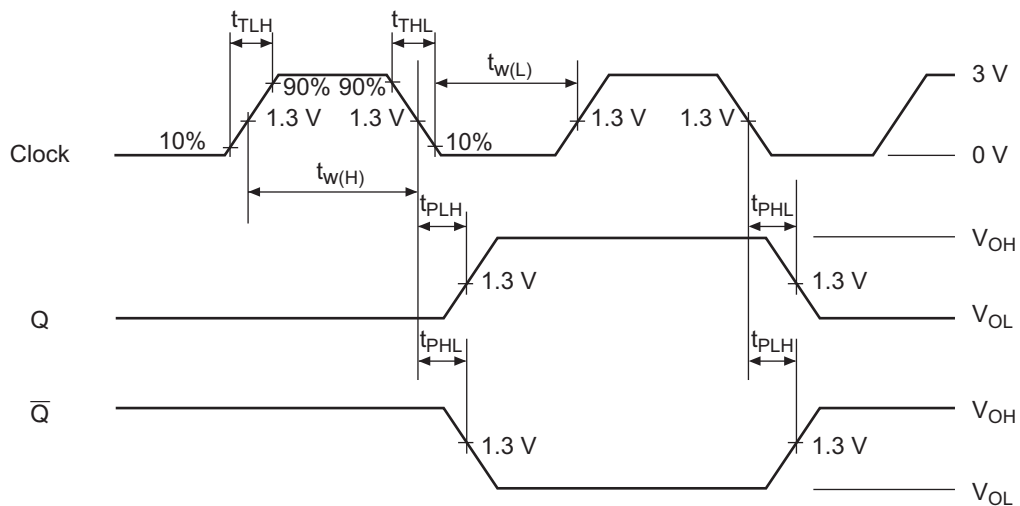 tTLH tTHL
tw(L)
3 V
90% 90%
1.3 V 1.3 V 1.3 V 1.3 V
10% 10%
Clock 0 V
tw(H)
tPLH tPHL
VOH
1.3 V 1.3 V
Q VOL
tPHL tPLH
Q̅ VOH
1.3 V 1.3 V
VOL